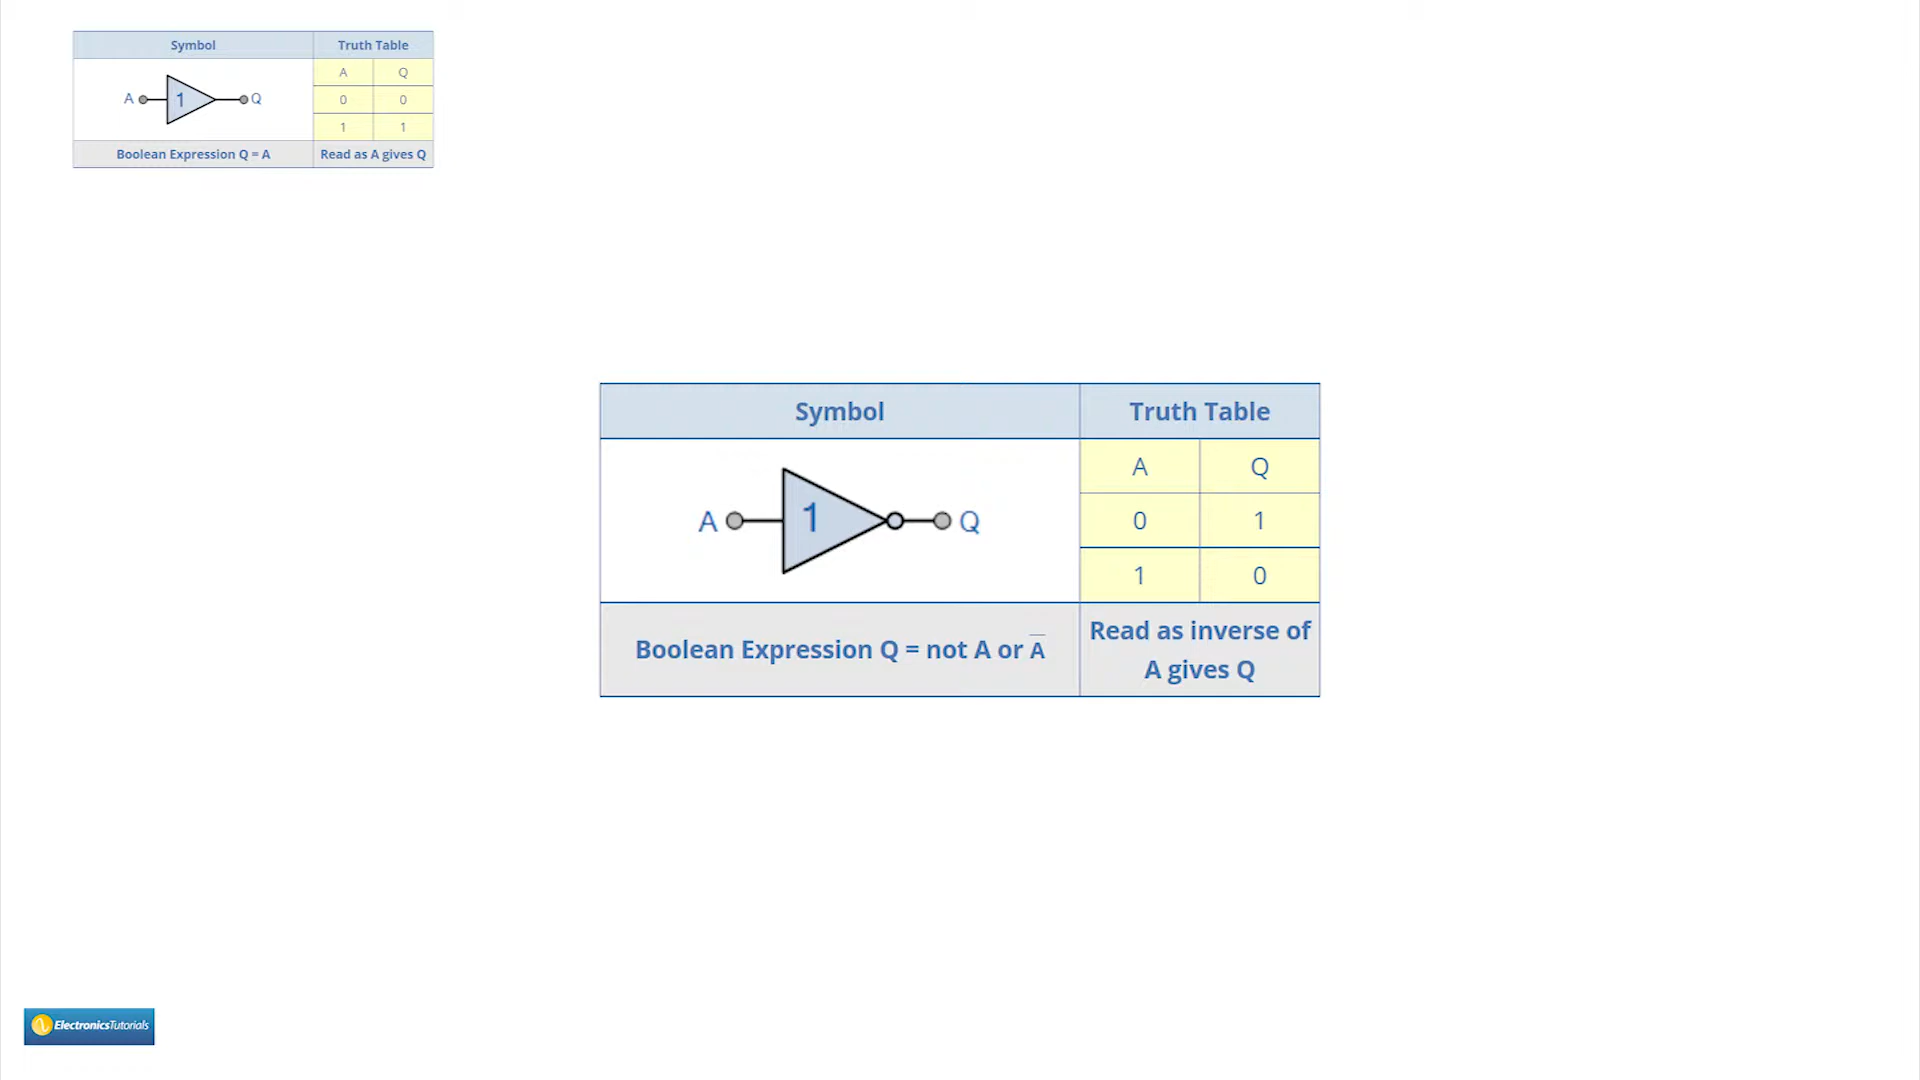 Symbol Truth Table
A Q
A 1 Q 0 0
1 1
Boolean Expression Q = A Read as A gives Q
Symbol Truth Table
A Q
A 1 Q 0 1
1 0
Boolean Expression Q = not A or A̅ Read as inverse of
A gives Q
ElectronicsTutorials